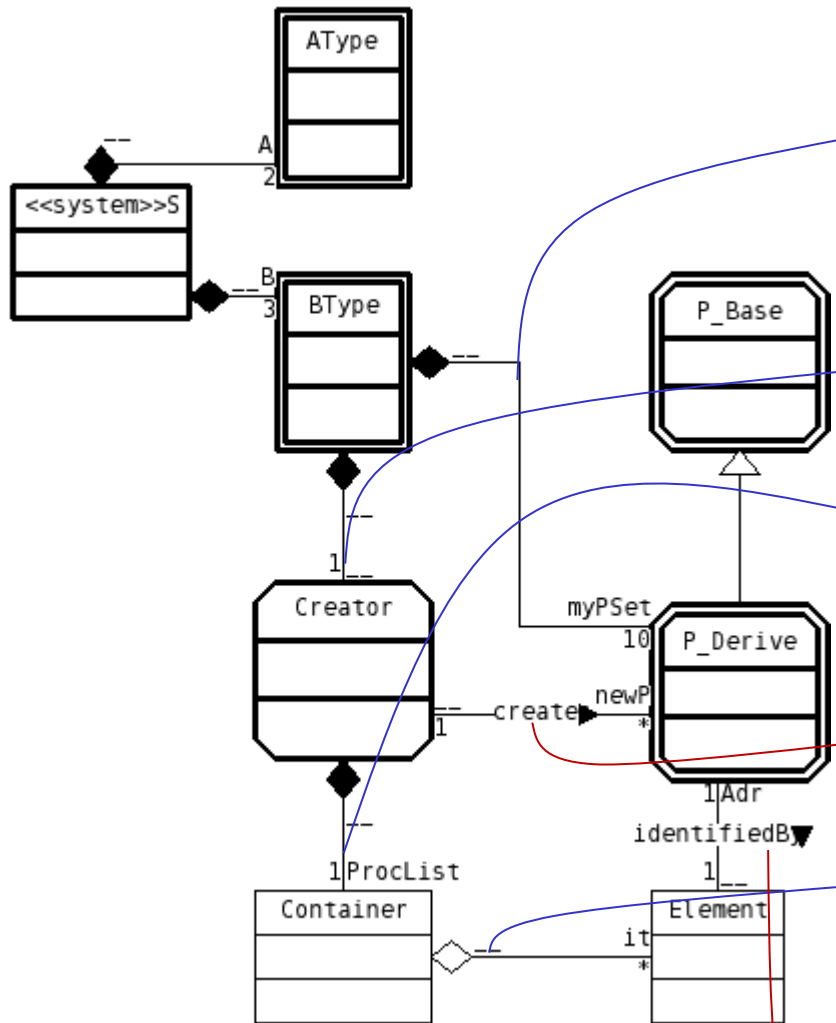 AType
--
A
2
<<system>>S
B
--
3
BType
P_Base
--
--
1
--
Creator
myPSet
10
P_Derive
newP
--
create
1
*
1 Adr
identifiedBy
--
1 ProcList
1
--
Container
Element
it
--
*